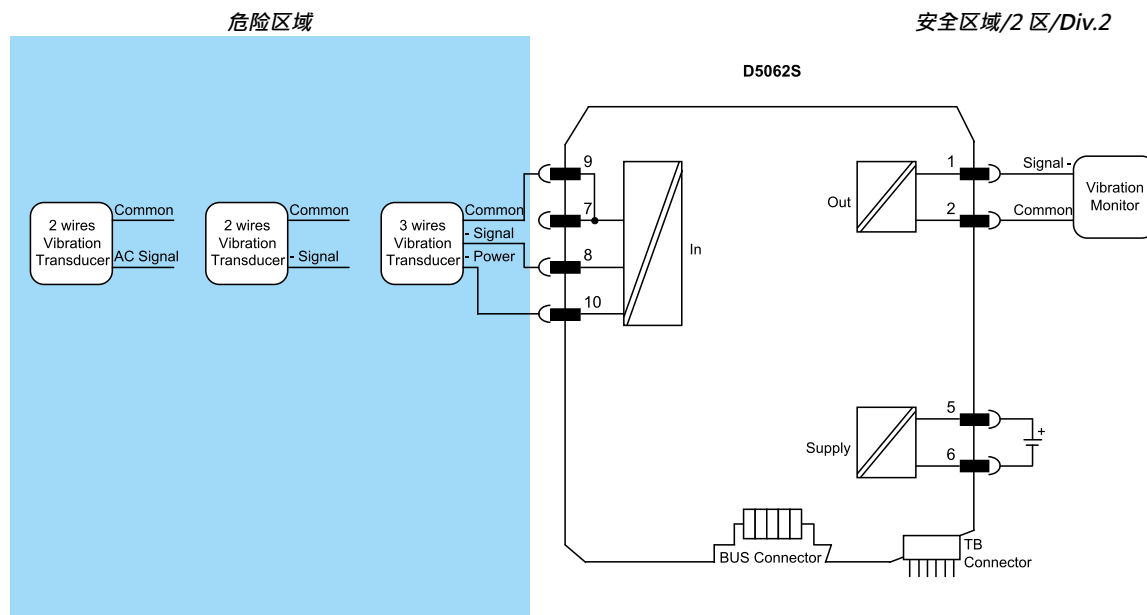 危险区域
安全区域/2 区/Div.2
D5062S
2 wires
Vibration
Transducer
Common
AC Signal
2 wires
Vibration
Transducer
Common
- Signal
3 wires
Vibration
Transducer
Common
- Signal
- Power
9
7
8
10
In
Out
1
2
Signal -
Common
Vibration
Monitor
Supply
5
6
+
BUS Connector
TB
Connector